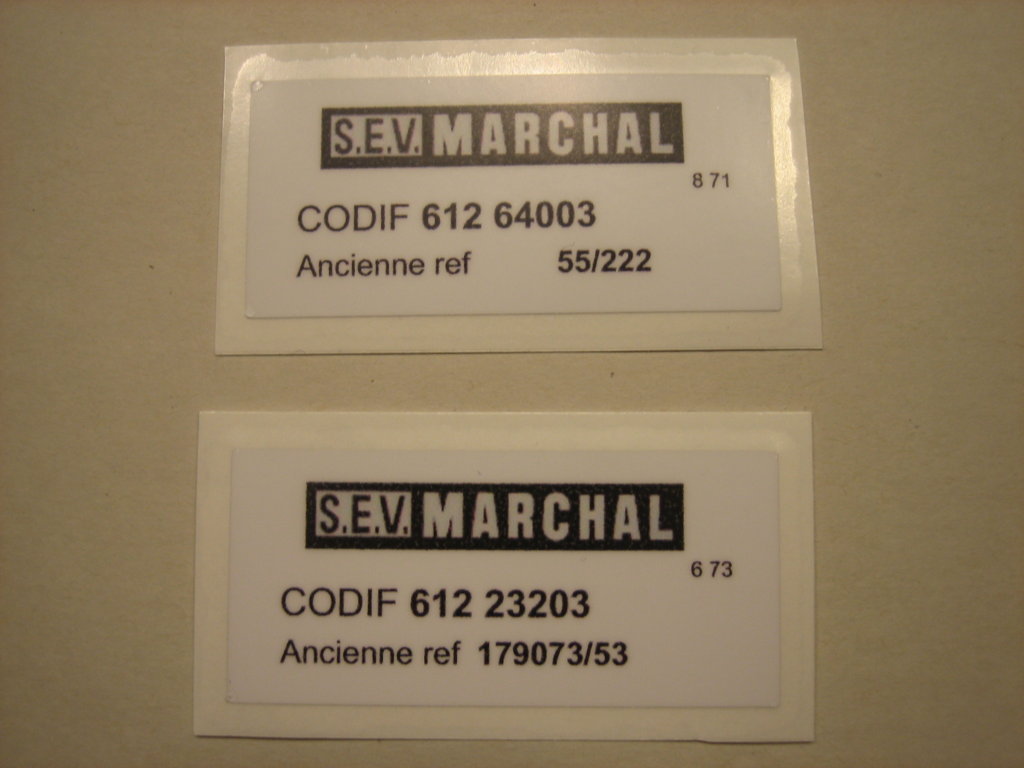 S.E.V. MARCHAL
8 71
CODIF 612 64003
Ancienne ref 55/222
S.E.V. MARCHAL
6 73
CODIF 612 23203
Ancienne ref 179073/53